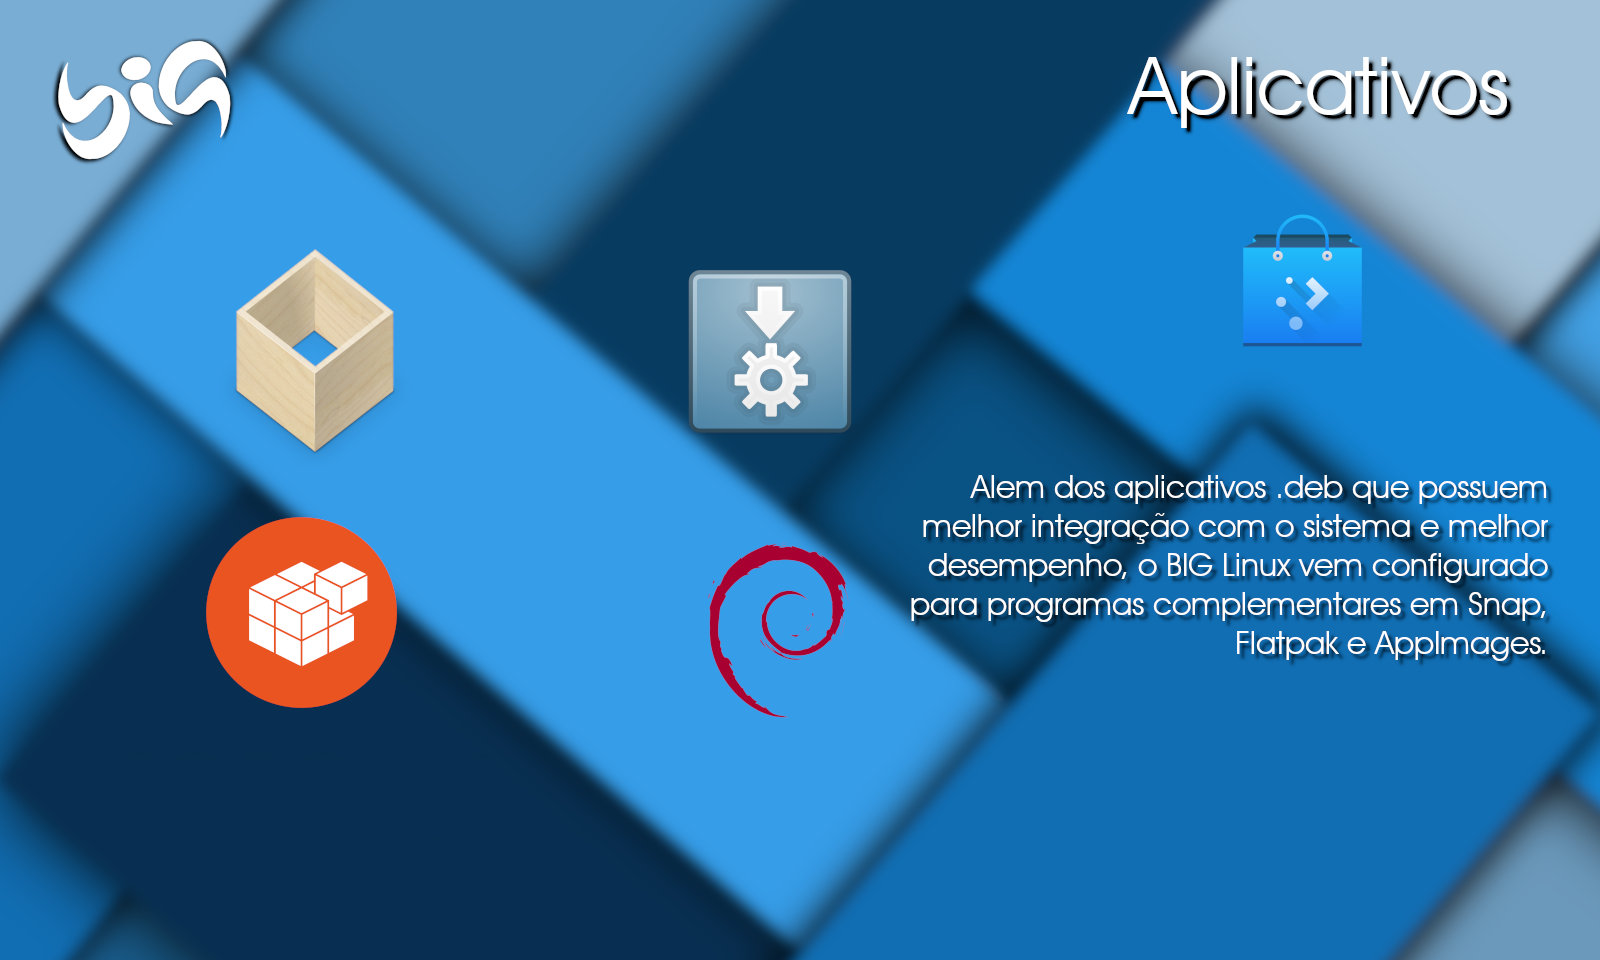 big
Aplicativos
Alem dos aplicativos .deb que possuem
melhor integração com o sistema e melhor
desempenho, o BIG Linux vem configurado
para programas complementares em Snap,
Flatpak e AppImages.